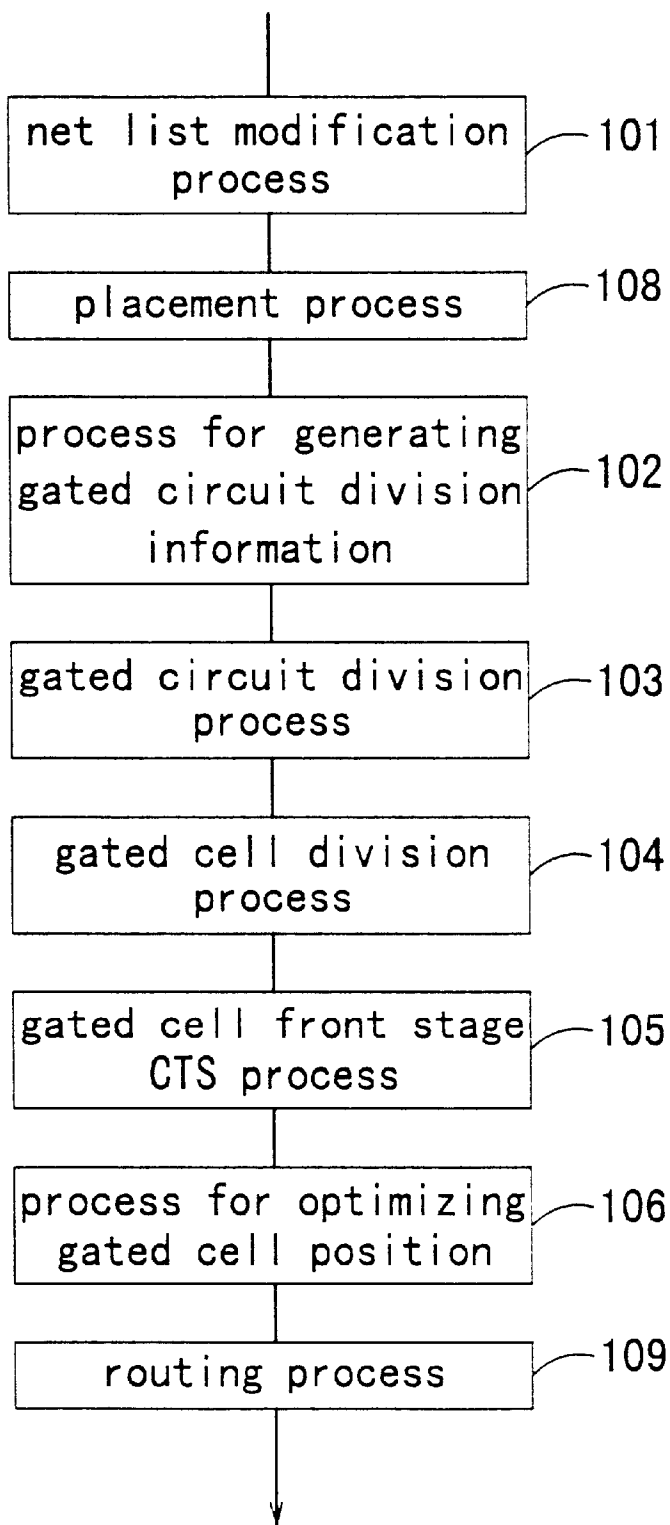 net list modification
process
101
placement process
108
process for generating
gated circuit division
information
102
gated circuit division
process
103
gated cell division
process
104
gated cell front stage
CTS process
105
process for optimizing
gated cell position
106
routing process
109